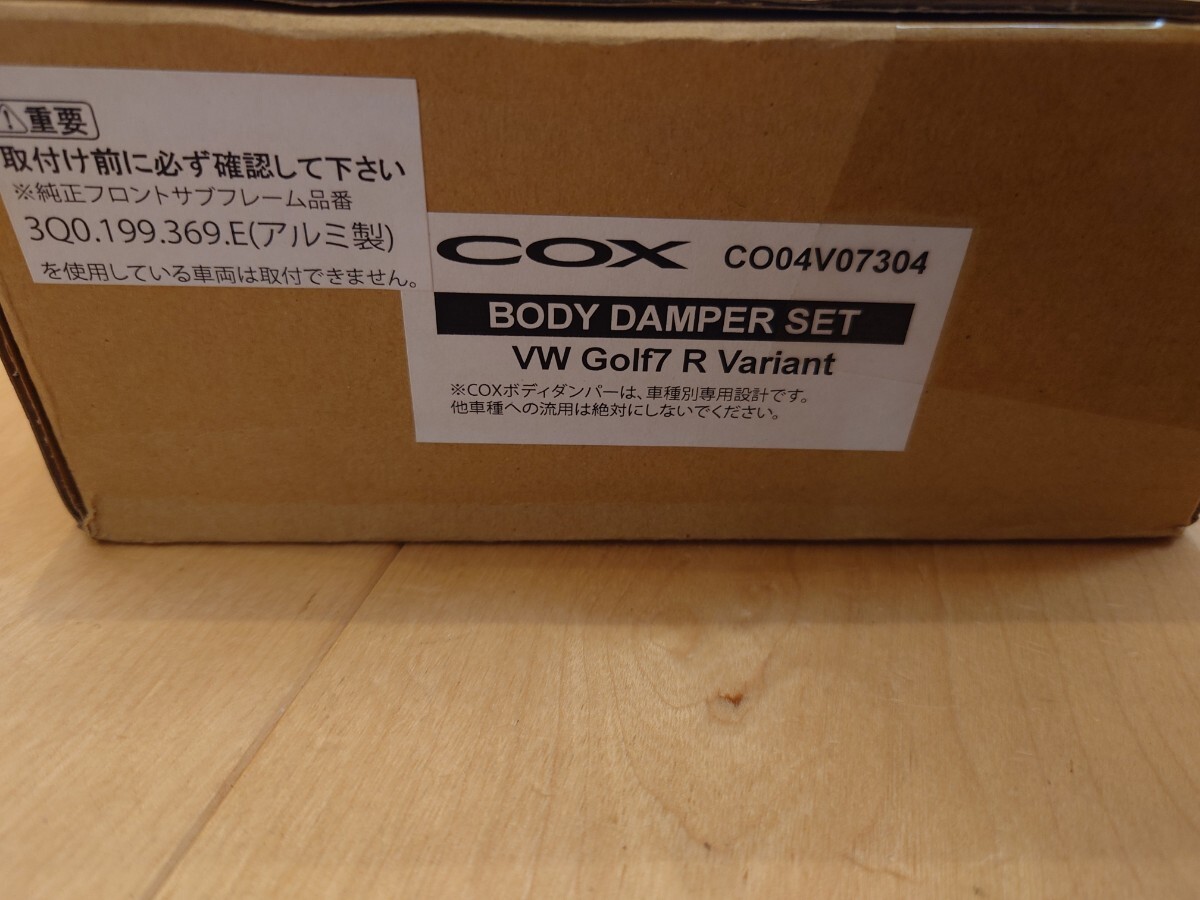 ⚠重要
取付け前に必ず確認して下さい
※純正フロントサブフレーム品番
3Q0.199.369.E(アルミ製)
を使用している車両は取付できません。
COX CO04V07304
BODY DAMPER SET
VW Golf7 R Variant
※COXボディダンパーは、車種別専用設計です。
他車種への流用は絶対にしないでください。